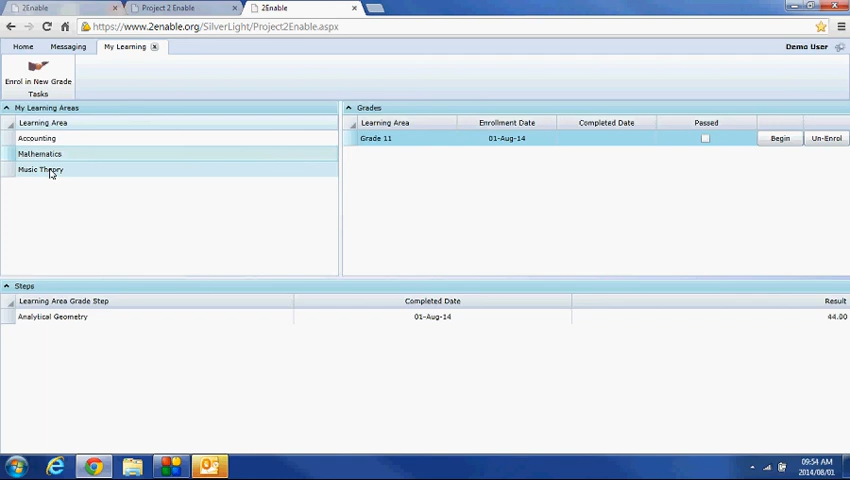 2Enable
Project 2 Enable
2Enable
https://www.2enable.org/SilverLight/Project2Enable.aspx
Home Messaging My Learning Demo User
Enrol in New Grade
Tasks
My Learning Areas
Learning Area
Accounting
Mathematics
Music Theory
Grades
Learning Area Enrollment Date Completed Date Passed
Grade 11 01-Aug-14 Begin Un-Enrol
Steps
Learning Area Grade Step Completed Date Result
Analytical Geometry 01-Aug-14 44.00
09:54 AM
2014/08/01